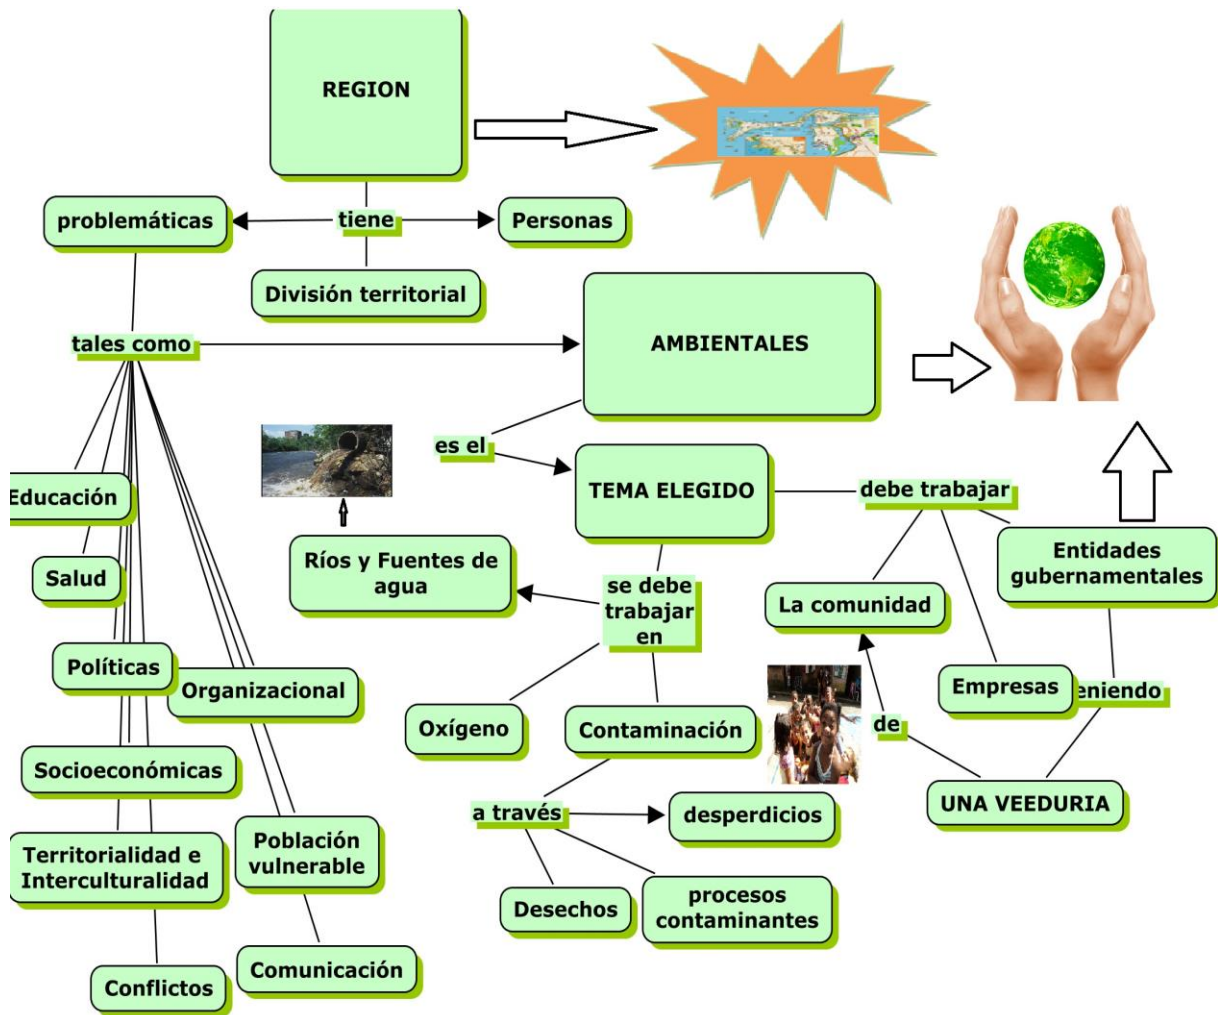 REGION
problemáticas
tiene
Personas
División territorial
tales como
AMBIENTALES
es el
TEMA ELEGIDO
debe trabajar
Educación
Ríos y Fuentes de
agua
Entidades
gubernamentales
Salud
se debe
trabajar
en
La comunidad
Políticas
Organizacional
Empresas
eniendo
Oxígeno
Contaminación
de
Socioeconómicas
a través
desperdicios
UNA VEEDURIA
Población
vulnerable
Territorialidad e
Interculturalidad
Desechos
procesos
contaminantes
Comunicación
Conflictos